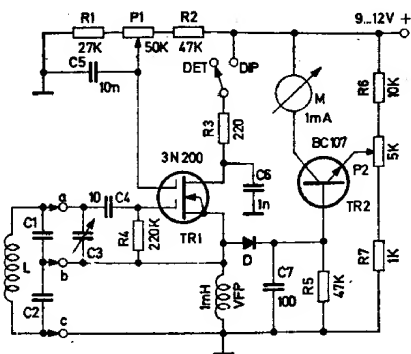 R1 P1 R2 9...12V +
27K 50K 47K
C5
10n
DET DIP
M
1mA
R6
10K
R3
220
BC107
P2
5K
3N200
C6
1n
TR2
a
10 C4
C1
C3
R4
220K
TR1
L
b
D
C7
100
R5
47K
R7
1K
C2
1mH
VFP
c